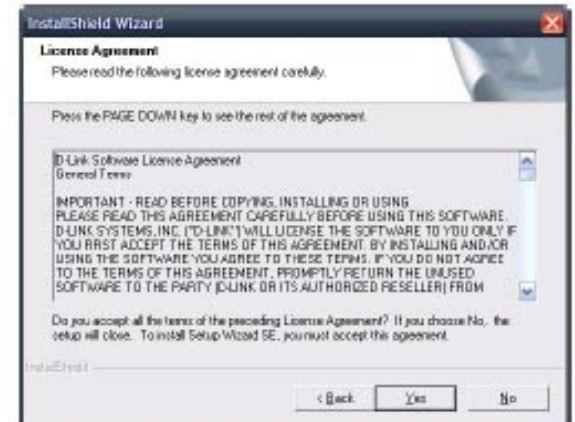 InstallShield Wizard
License Agreement
Please read the following license agreement carefully.
Press the PAGE DOWN key to see the rest of the agreement.
D-Link Software License Agreement
General Terms
IMPORTANT - READ BEFORE COPYING, INSTALLING OR USING
PLEASE READ THIS AGREEMENT CAREFULLY BEFORE USING THIS SOFTWARE.
D-LINK SYSTEMS, INC. ("D-LINK") WILL LICENSE THE SOFTWARE TO YOU ONLY IF
YOU FIRST ACCEPT THE TERMS OF THIS AGREEMENT. BY INSTALLING AND/OR
USING THE SOFTWARE YOU AGREE TO THESE TERMS. IF YOU DO NOT AGREE
TO THE TERMS OF THIS AGREEMENT, PROMPTLY RETURN THE UNUSED
SOFTWARE TO THE PARTY (D-LINK OR ITS AUTHORIZED RESELLER) FROM
Do you accept all the terms of the preceding License Agreement? If you choose No, the
setup will close. To install Setup Wizard SE, you must accept this agreement.
InstallShield
< Back Yes No